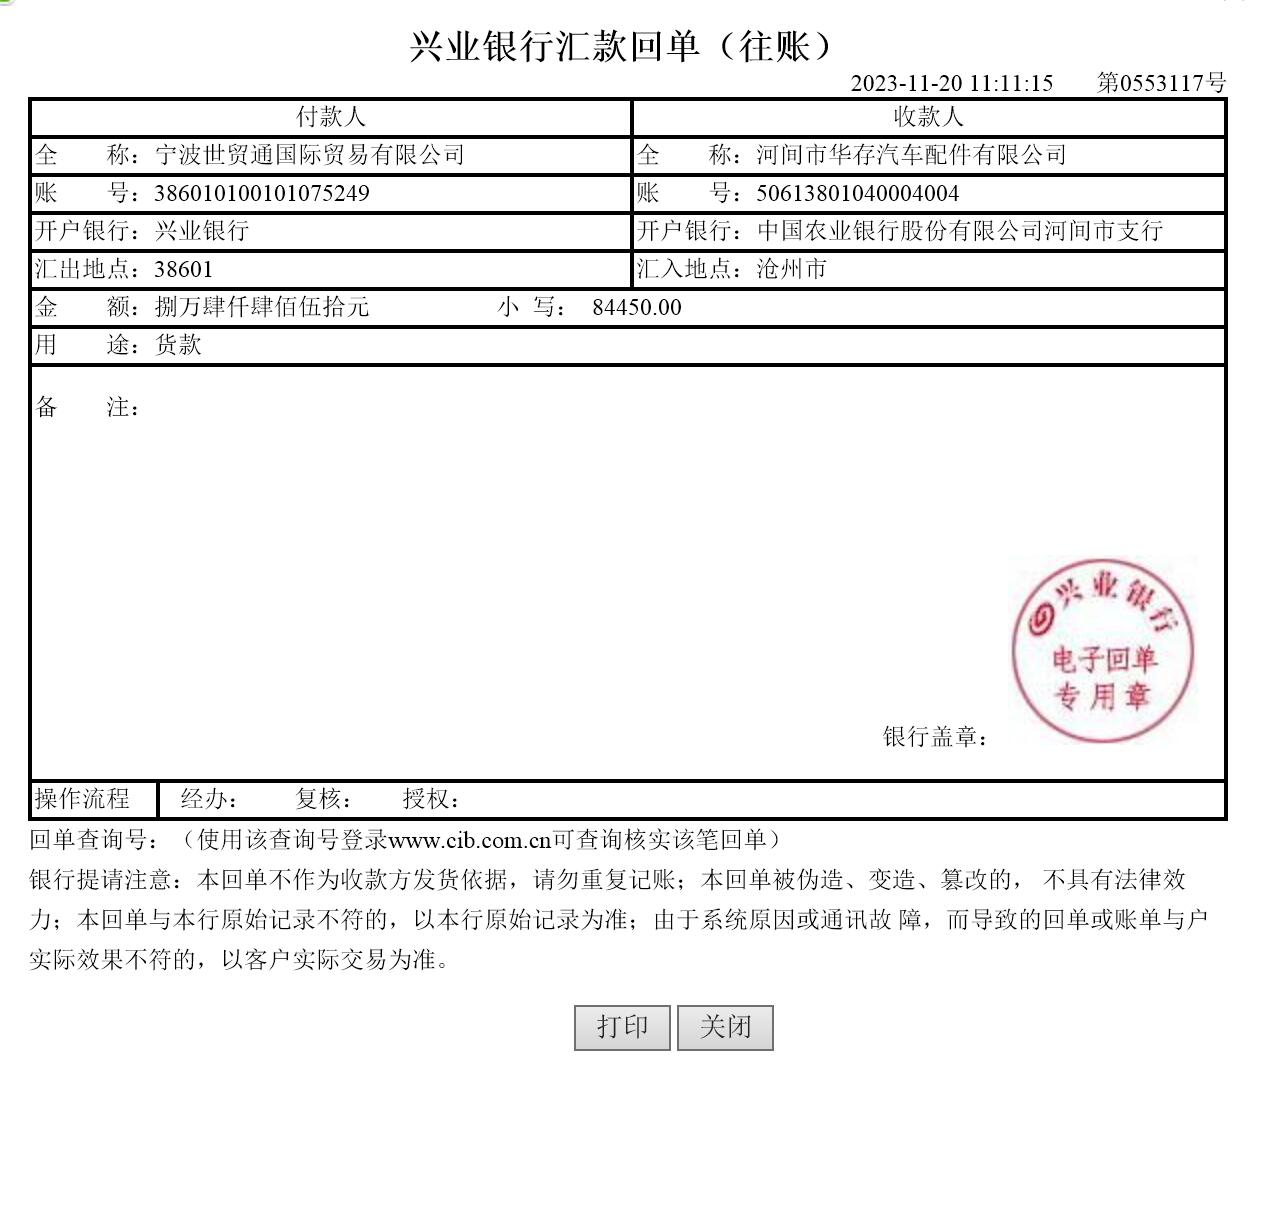 兴业银行汇款回单（往账）
2023-11-20 11:11:15 第0553117号
付款人 收款人
全 称：宁波世贸通国际贸易有限公司 全 称：河间市华存汽车配件有限公司
账 号：386010100101075249 账 号：50613801040004004
开户银行：兴业银行 开户银行：中国农业银行股份有限公司河间市支行
汇出地点：38601 汇入地点：沧州市
金 额：捌万肆仟肆佰伍拾元 小 写： 84450.00
用 途：货款
备 注：
兴业银行
电子回单
专用章
银行盖章：
操作流程 经办： 复核： 授权：
回单查询号：（使用该查询号登录www.cib.com.cn可查询核实该笔回单）
银行提请注意：本回单不作为收款方发货依据，请勿重复记账；本回单被伪造、变造、篡改的， 不具有法律效
力；本回单与本行原始记录不符的，以本行原始记录为准；由于系统原因或通讯故 障，而导致的回单或账单与户
实际效果不符的，以客户实际交易为准。
打印 关闭